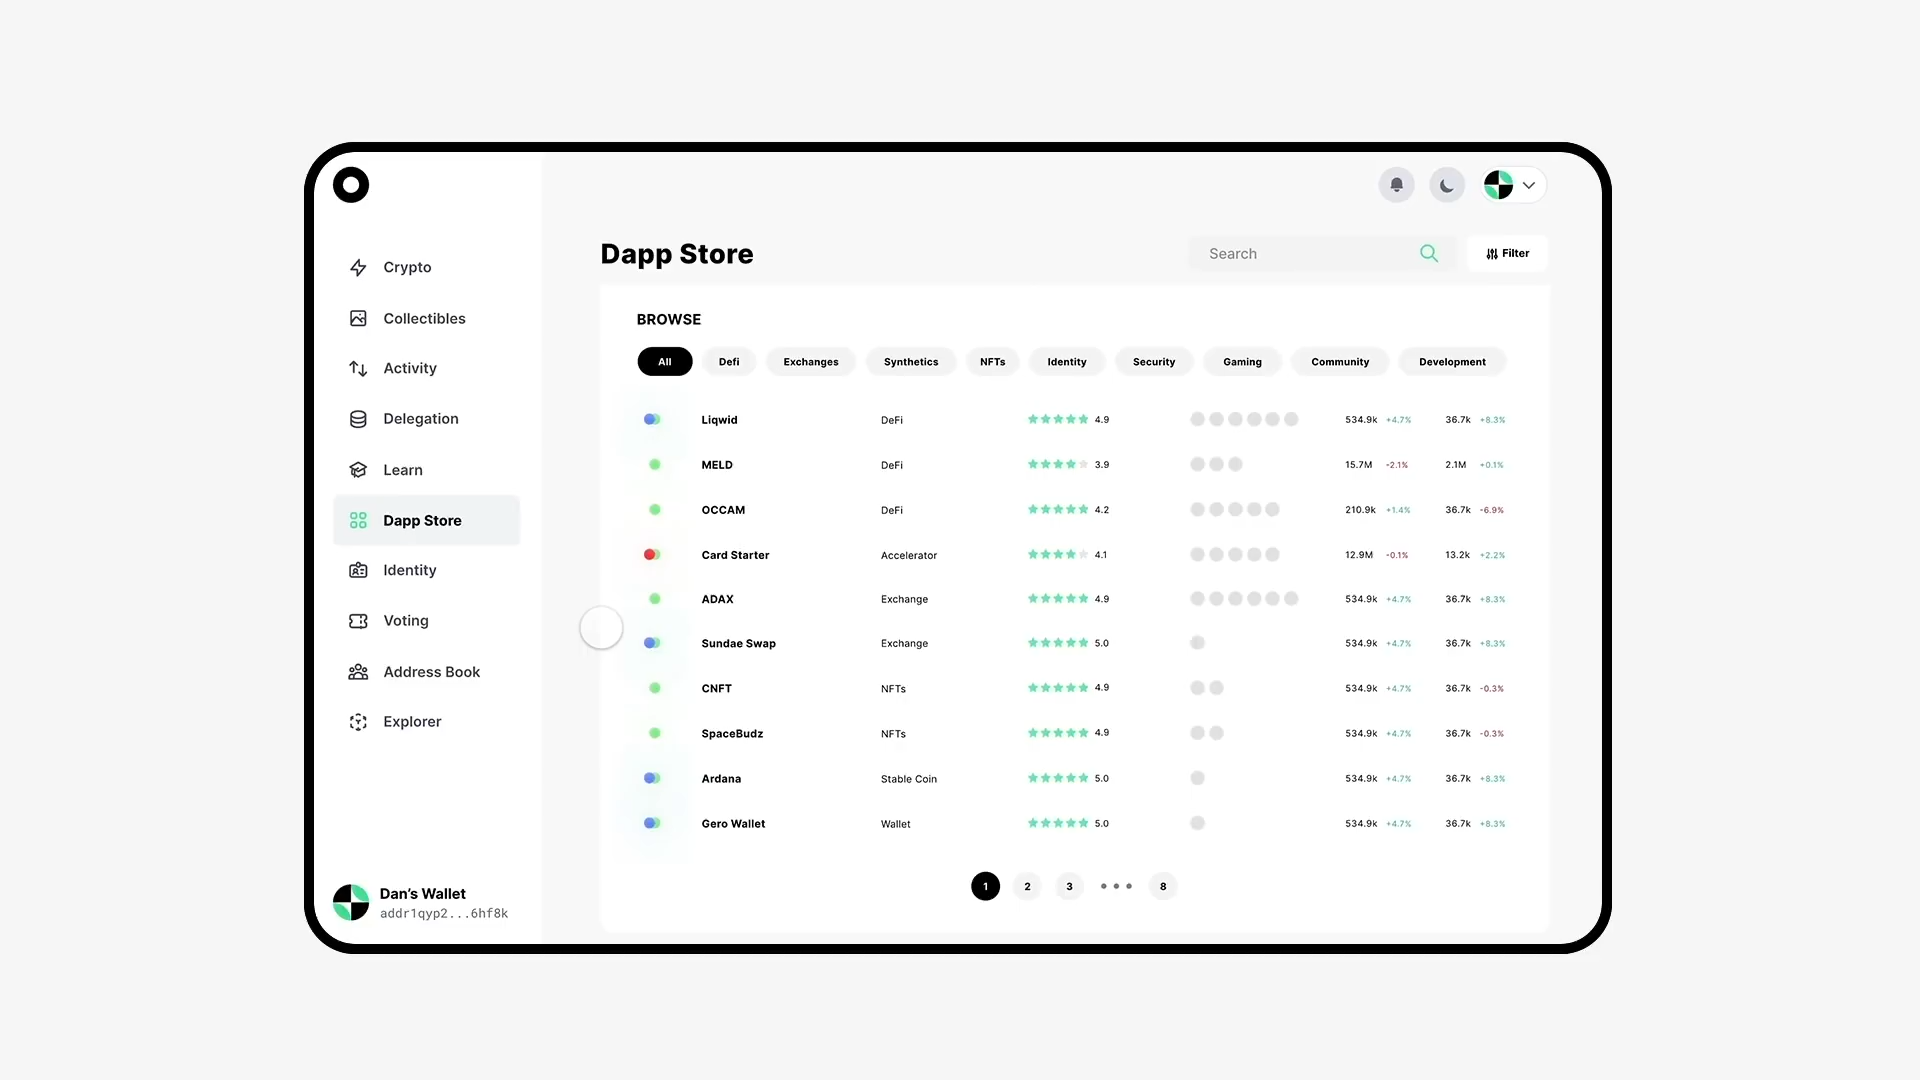 Dapp Store
Search
Filter
Crypto
Collectibles
Activity
Delegation
Learn
Dapp Store
Identity
Voting
Address Book
Explorer
Dan’s Wallet
addr1qyp2...6hf8k
BROWSE
All Defi Exchanges Synthetics NFTs Identity Security Gaming Community Development
Liqwid DeFi 4.9 534.9k +4.7% 36.7k +8.3%
MELD DeFi 3.9 15.7M -2.1% 2.1M +0.1%
OCCAM DeFi 4.2 210.9k +1.4% 36.7k -6.9%
Card Starter Accelerator 4.1 12.9M -0.1% 13.2k +2.2%
ADAX Exchange 4.9 534.9k +4.7% 36.7k +8.3%
Sundae Swap Exchange 5.0 534.9k +4.7% 36.7k +8.3%
CNFT NFTs 4.9 534.9k +4.7% 36.7k -0.3%
SpaceBudz NFTs 4.9 534.9k +4.7% 36.7k -0.3%
Ardana Stable Coin 5.0 534.9k +4.7% 36.7k +8.3%
Gero Wallet Wallet 5.0 534.9k +4.7% 36.7k +8.3%
1 2 3 ••• 8